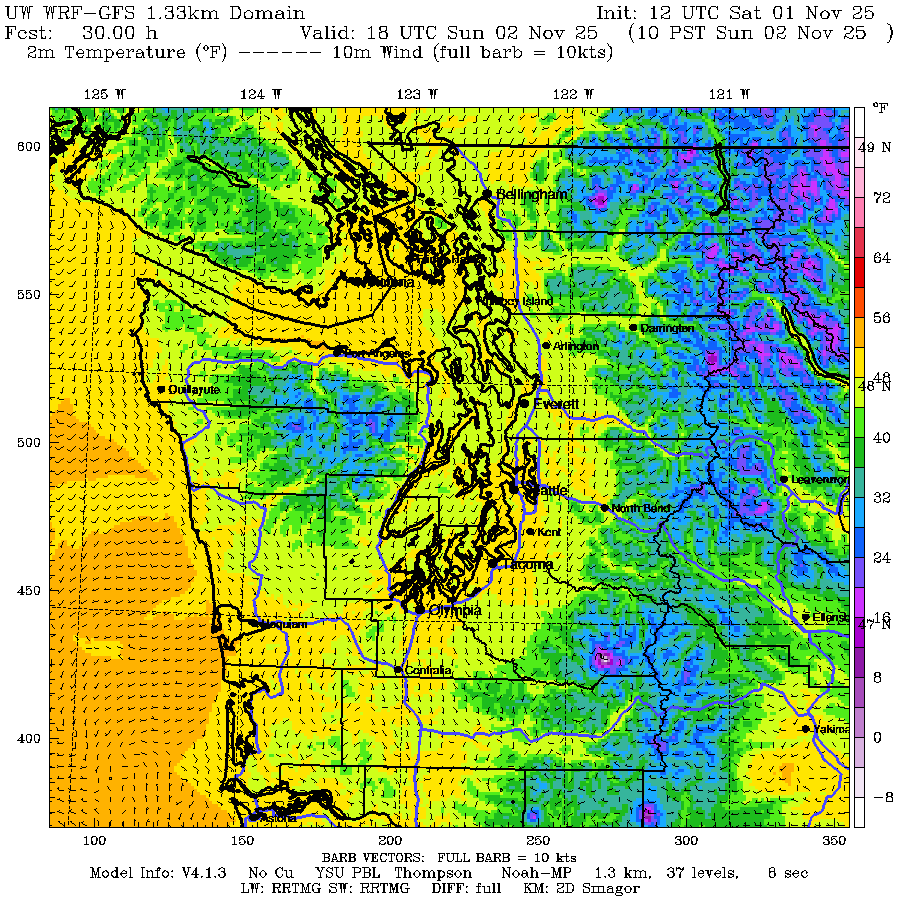 UW WRF-GFS 1.33km Domain Init: 12 UTC Sat 01 Nov 25
Fcst: 30.00 h Valid: 18 UTC Sun 02 Nov 25 (10 PST Sun 02 Nov 25 )
2m Temperature (°F) ------ 10m Wind (full barb = 10kts)
125 W 124 W 123 W 122 W 121 W
°F
600
49 N
Bellingham
72
64
550
Whidbey Island
56
Darrington
Port Angeles
Arlington
48
48 N
Quillayute
Everett
500
40
Leavenwor
Seattle
32
North Bend
Kent
24
Tacoma
450
Olympia
16
Ellensb
Hoquiam
47 N
Centralia
8
400
Yakima
0
-8
Astoria
100 150 200 250 300 350
BARB VECTORS: FULL BARB = 10 kts
Model Info: V4.1.3 No Cu YSU PBL Thompson Noah-MP 1.3 km, 37 levels, 8 sec
LW: RRTMG SW: RRTMG DIFF: full KM: 2D Smagor